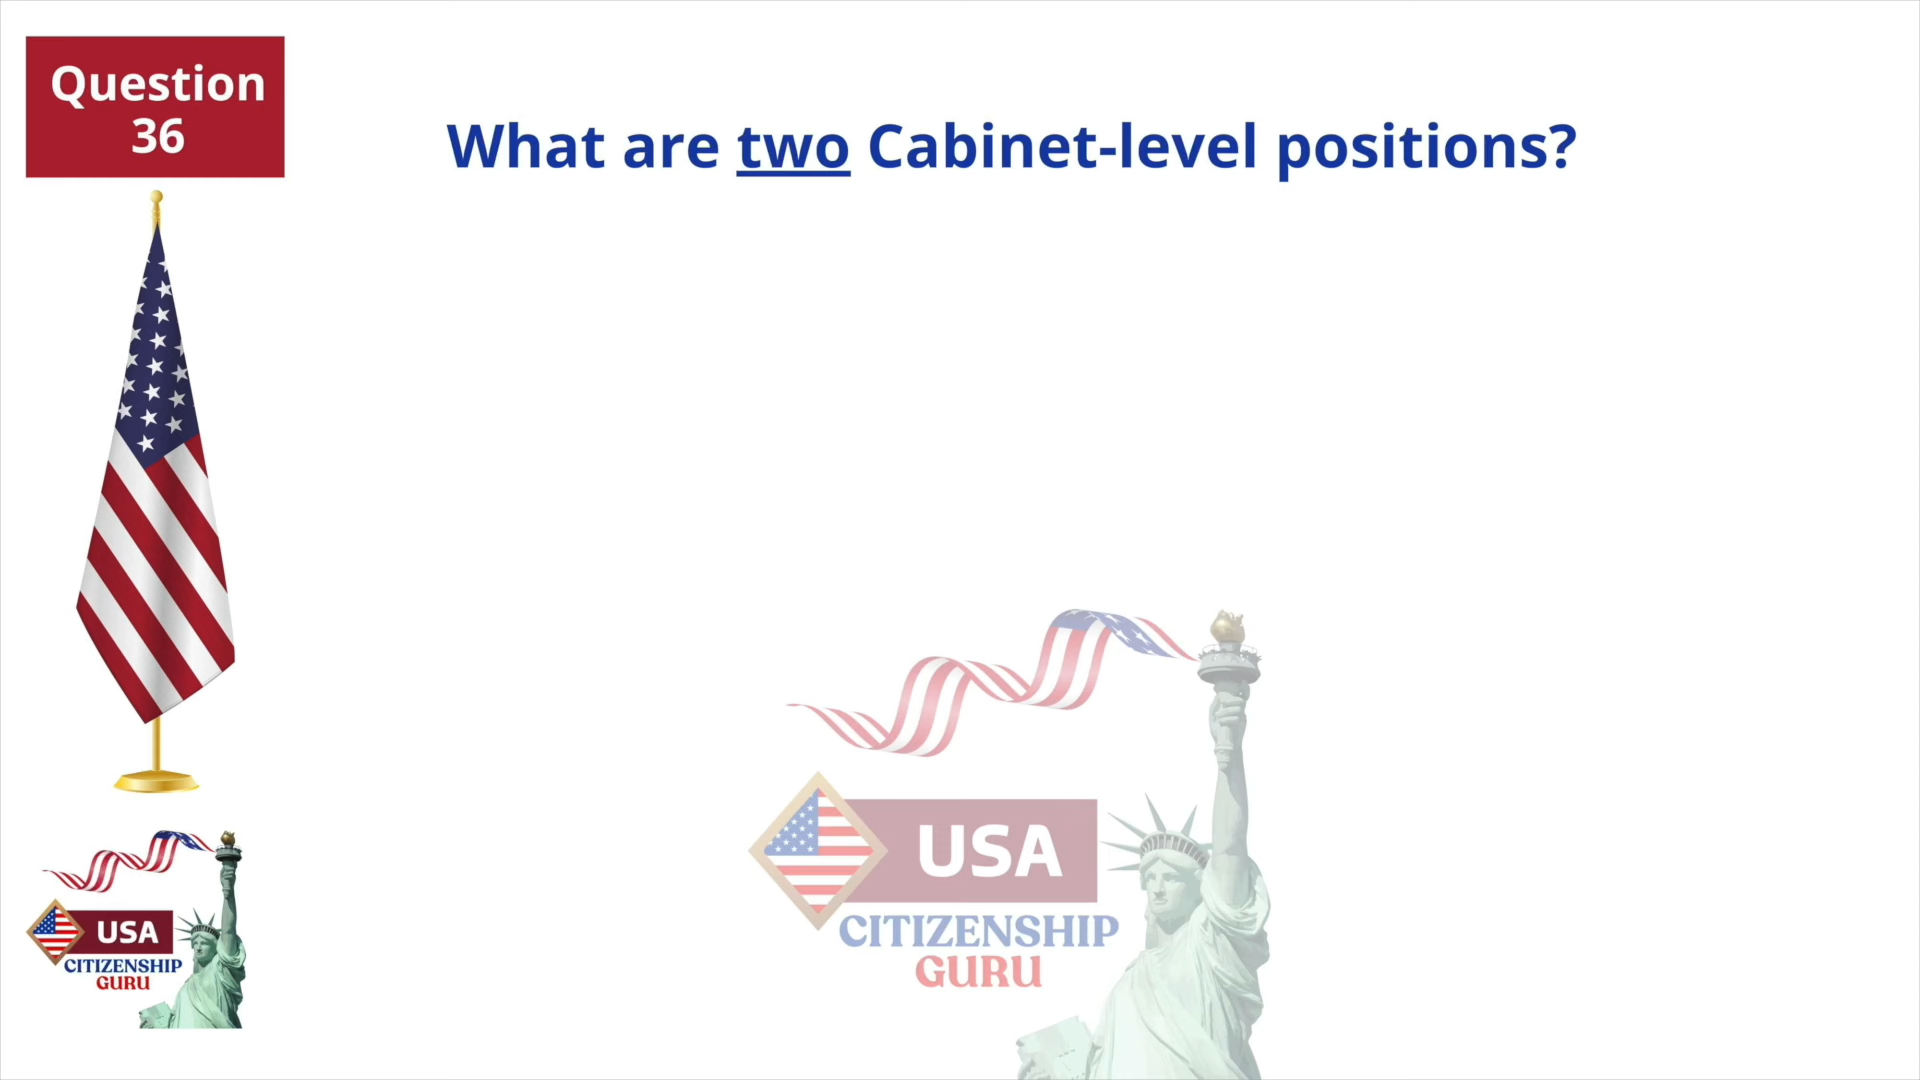 Question
36
What are two Cabinet-level positions?
USA
CITIZENSHIP
GURU
USA
CITIZENSHIP
GURU